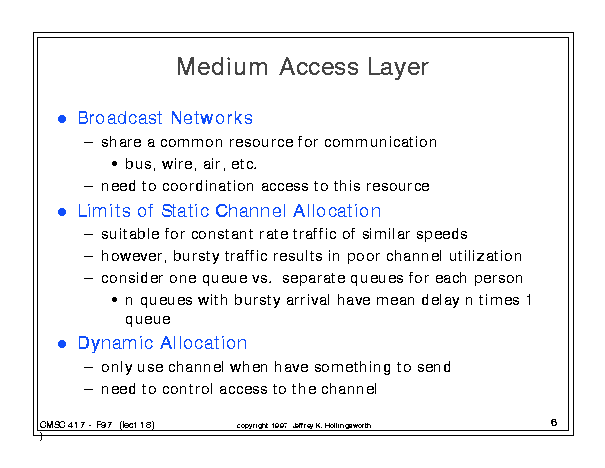 Medium Access Layer
● Broadcast Networks
– share a common resource for communication
• bus, wire, air, etc.
– need to coordination access to this resource
● Limits of Static Channel Allocation
– suitable for constant rate traffic of similar speeds
– however, bursty traffic results in poor channel utilization
– consider one queue vs. separate queues for each person
• n queues with bursty arrival have mean delay n times 1
queue
● Dynamic Allocation
– only use channel when have something to send
– need to control access to the channel
CMSC 417 - F97 (lect 18) copyright 1997 Jeffrey K. Hollingsworth 6
)